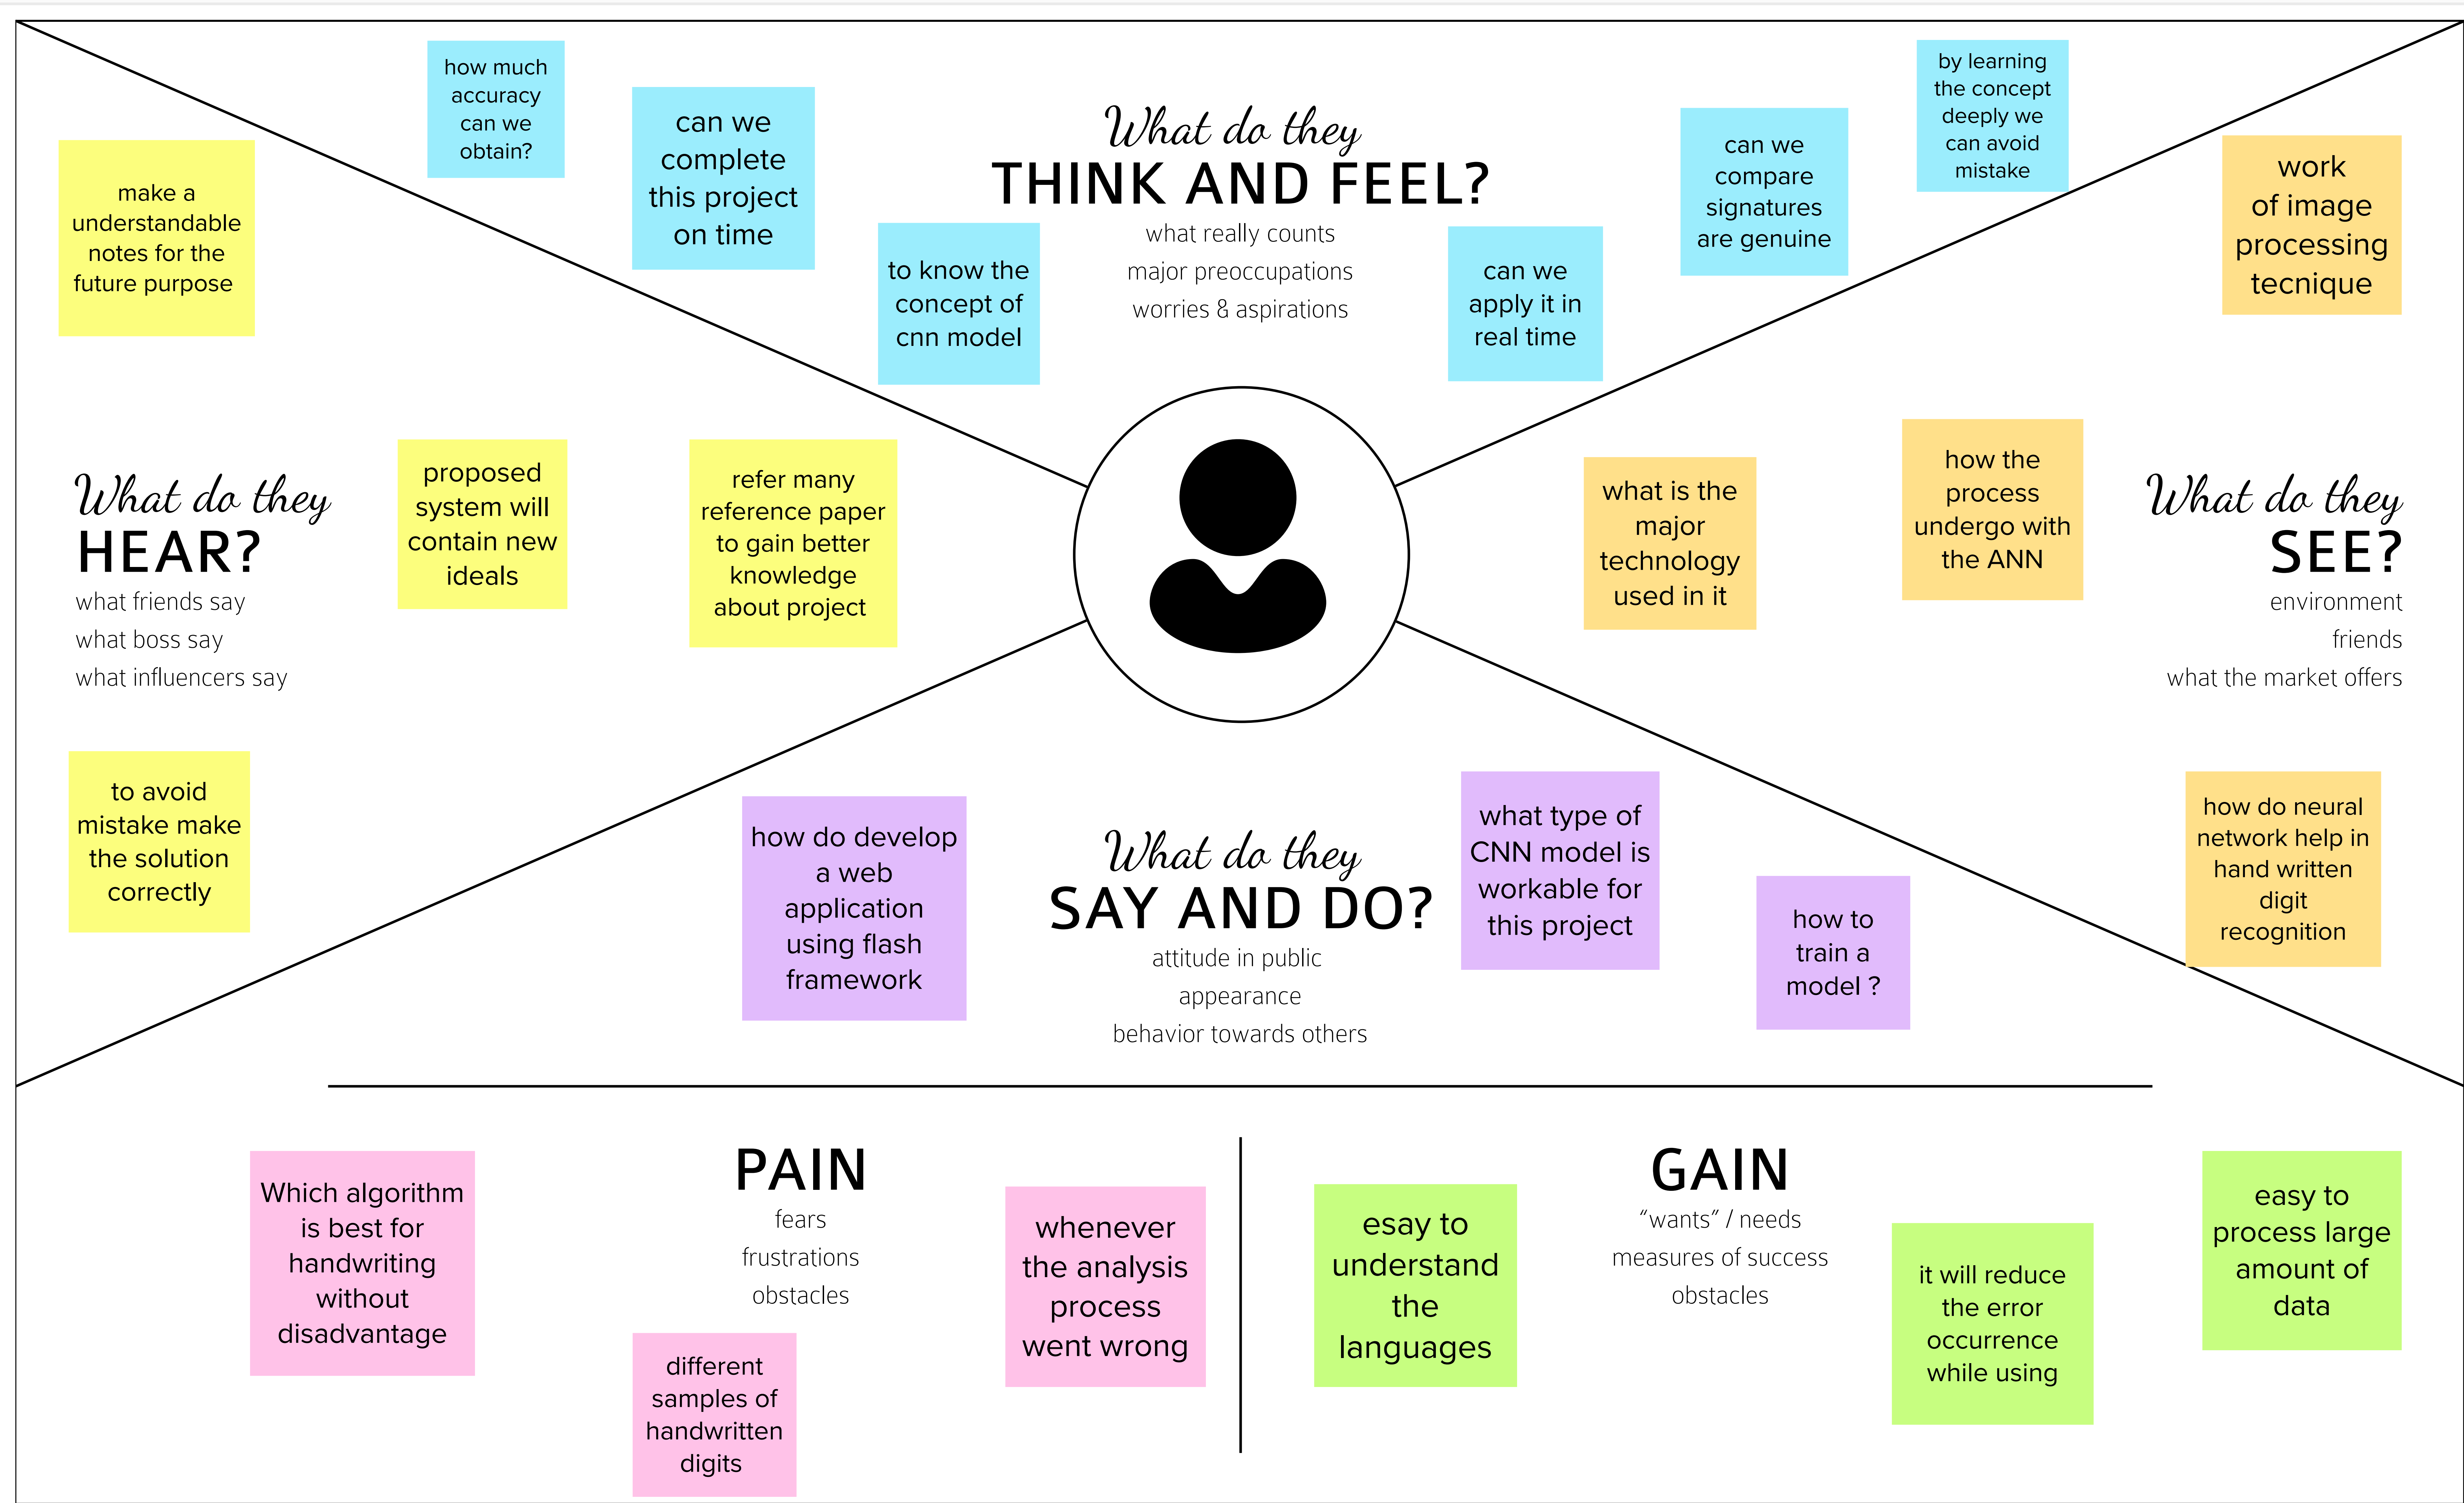 how much
accuracy
can we
obtain?
can we
complete
this project
on time
to know the
concept of
cnn model
What do they
THINK AND FEEL?
what really counts
major preoccupations
worries & aspirations
can we
apply it in
real time
can we
compare
signatures
are genuine
by learning
the concept
deeply we
can avoid
mistake
make a
understandable
notes for the
future purpose
What do they
HEAR?
what friends say
what boss say
what influencers say
proposed
system will
contain new
ideals
refer many
reference paper
to gain better
knowledge
about project
to avoid
mistake make
the solution
correctly
work
of image
processing
tecnique
what is the
major
technology
used in it
how the
process
undergo with
the ANN
What do they
SEE?
environment
friends
what the market offers
how do neural
network help in
hand written
digit
recognition
how do develop
a web
application
using flash
framework
What do they
SAY AND DO?
attitude in public
appearance
behavior towards others
what type of
CNN model is
workable for
this project
how to
train a
model ?
Which algorithm
is best for
handwriting
without
disadvantage
PAIN
fears
frustrations
obstacles
different
samples of
handwritten
digits
whenever
the analysis
process
went wrong
esay to
understand
the
languages
GAIN
“wants” / needs
measures of success
obstacles
it will reduce
the error
occurrence
while using
easy to
process large
amount of
data